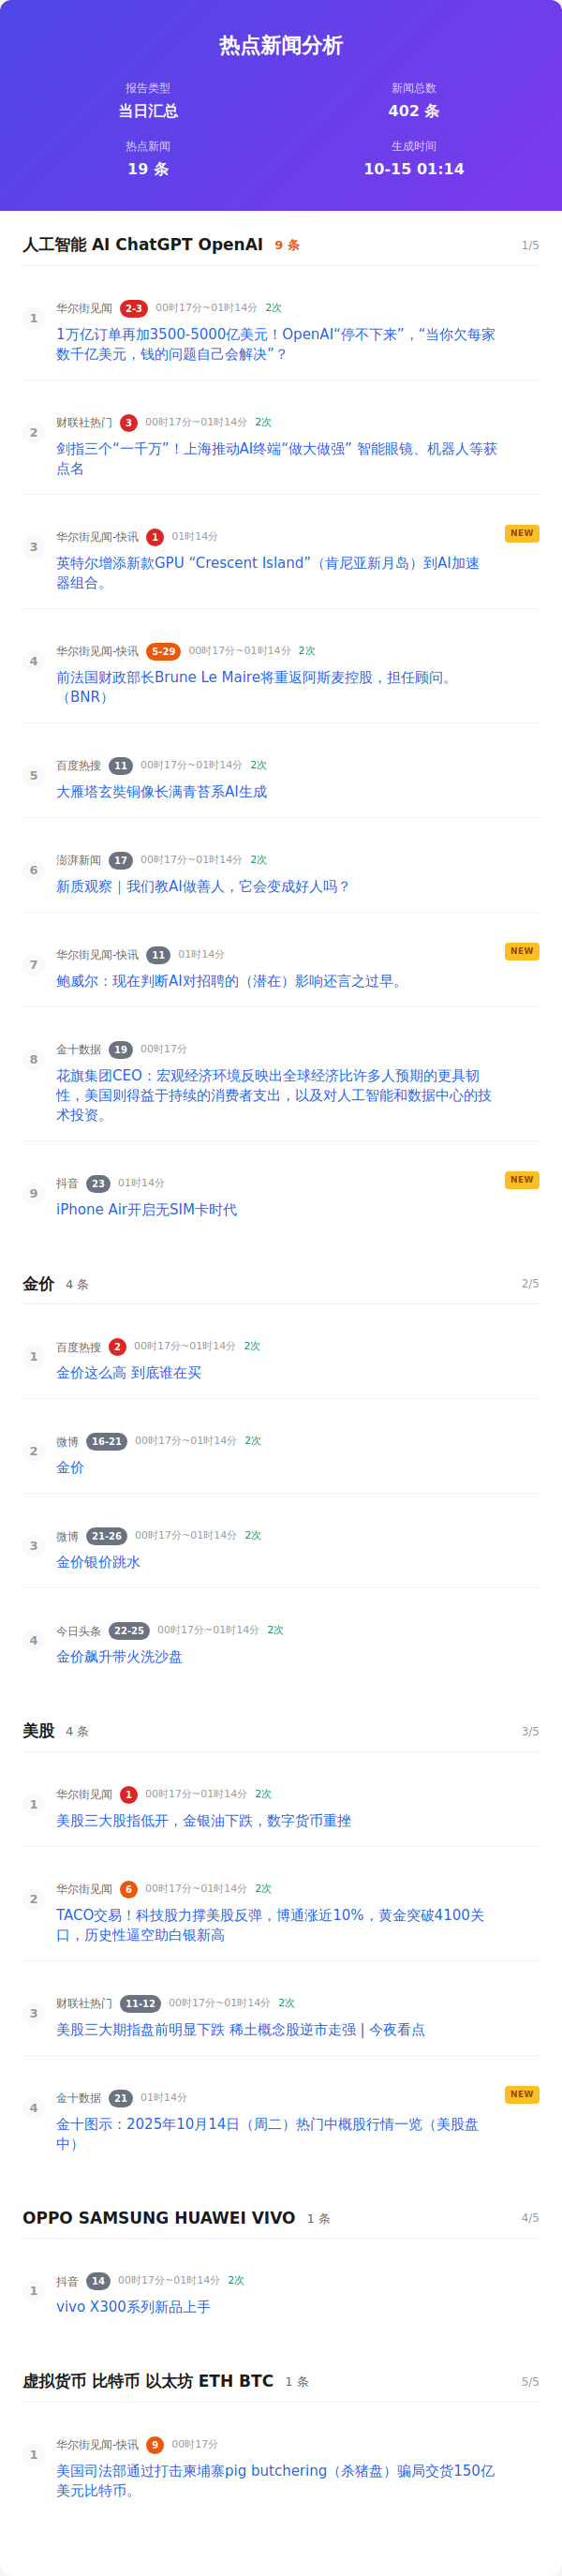 热点新闻分析
报告类型
当日汇总
新闻总数
402 条
热点新闻
19 条
生成时间
10-15 01:14
人工智能 AI ChatGPT OpenAI 9 条 1/5
1
华尔街见闻 2-3 00时17分~01时14分 2次
1万亿订单再加3500-5000亿美元！OpenAI“停不下来”，“当你欠每家
数千亿美元，钱的问题自己会解决”？
2
财联社热门 3 00时17分~01时14分 2次
剑指三个“一千万”！上海推动AI终端“做大做强” 智能眼镜、机器人等获
点名
3
华尔街见闻-快讯 1 01时14分 NEW
英特尔增添新款GPU “Crescent Island”（肯尼亚新月岛）到AI加速
器组合。
4
华尔街见闻-快讯 5-29 00时17分~01时14分 2次
前法国财政部长Brune Le Maire将重返阿斯麦控股，担任顾问。
（BNR）
5
百度热搜 11 00时17分~01时14分 2次
大雁塔玄奘铜像长满青苔系AI生成
6
澎湃新闻 17 00时17分~01时14分 2次
新质观察｜我们教AI做善人，它会变成好人吗？
7
华尔街见闻-快讯 11 01时14分 NEW
鲍威尔：现在判断AI对招聘的（潜在）影响还言之过早。
8
金十数据 19 00时17分
花旗集团CEO：宏观经济环境反映出全球经济比许多人预期的更具韧
性，美国则得益于持续的消费者支出，以及对人工智能和数据中心的技
术投资。
9
抖音 23 01时14分 NEW
iPhone Air开启无SIM卡时代
金价 4 条 2/5
1
百度热搜 2 00时17分~01时14分 2次
金价这么高 到底谁在买
2
微博 16-21 00时17分~01时14分 2次
金价
3
微博 21-26 00时17分~01时14分 2次
金价银价跳水
4
今日头条 22-25 00时17分~01时14分 2次
金价飙升带火洗沙盘
美股 4 条 3/5
1
华尔街见闻 1 00时17分~01时14分 2次
美股三大股指低开，金银油下跌，数字货币重挫
2
华尔街见闻 6 00时17分~01时14分 2次
TACO交易！科技股力撑美股反弹，博通涨近10%，黄金突破4100关
口，历史性逼空助白银新高
3
财联社热门 11-12 00时17分~01时14分 2次
美股三大期指盘前明显下跌 稀土概念股逆市走强 | 今夜看点
4
金十数据 21 01时14分 NEW
金十图示：2025年10月14日（周二）热门中概股行情一览（美股盘
中）
OPPO SAMSUNG HUAWEI VIVO 1 条 4/5
1
抖音 14 00时17分~01时14分 2次
vivo X300系列新品上手
虚拟货币 比特币 以太坊 ETH BTC 1 条 5/5
1
华尔街见闻-快讯 9 00时17分
美国司法部通过打击柬埔寨pig butchering（杀猪盘）骗局交货150亿
美元比特币。